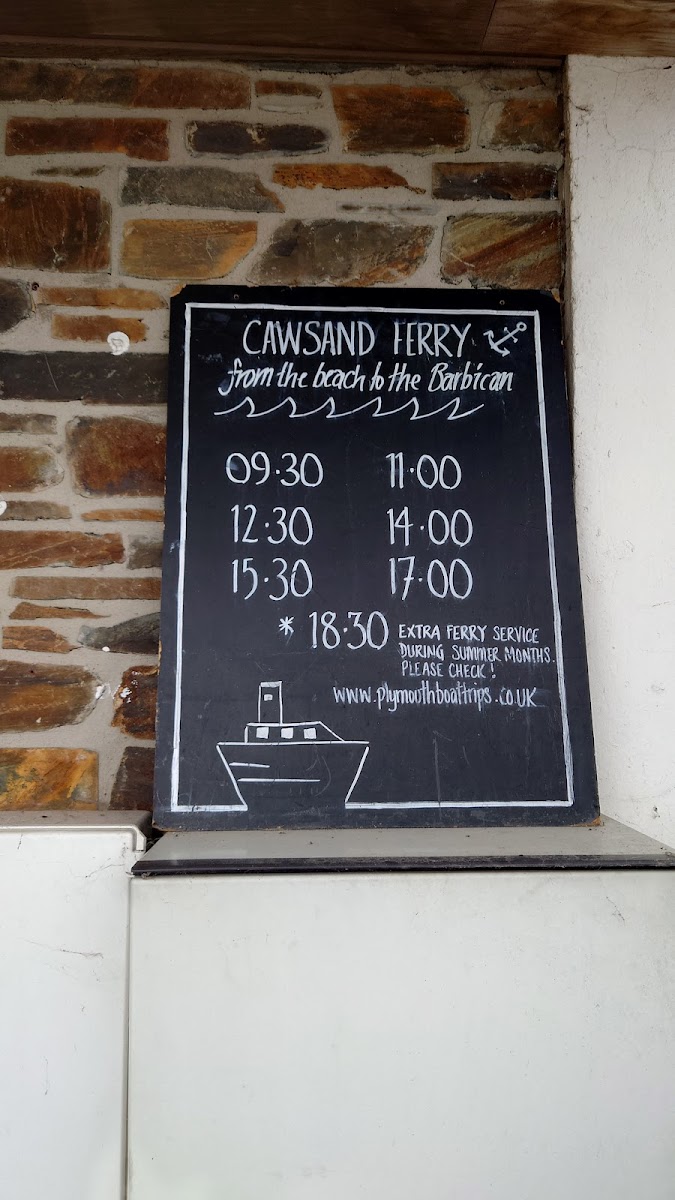 CAWSAND FERRY
from the beach to the Barbican
09.30 11.00
12.30 14.00
15.30 17.00
* 18.30 EXTRA FERRY SERVICE
DURING SUMMER MONTHS.
PLEASE CHECK!
www.plymouthboattrips.co.uk